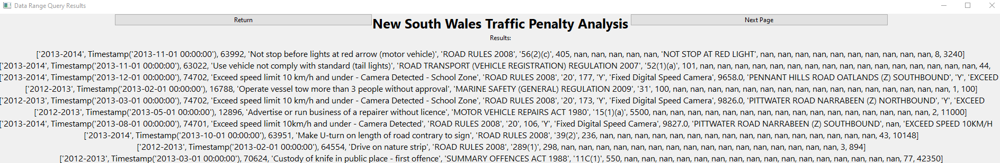 Data Range Query Results
Return
New South Wales Traffic Penalty Analysis
Next Page
Results:
['2013-2014', Timestamp('2013-11-01 00:00:00'), 63992, 'Not stop before lights at red arrow (motor vehicle)', 'ROAD RULES 2008', '56(2)(c)', 405, nan, nan, nan, nan, nan, 'NOT STOP AT RED LIGHT', nan, nan, nan, nan, nan, nan, nan, nan, nan, nan, 8, 3240]
['2013-2014', Timestamp('2013-11-01 00:00:00'), 63022, 'Use vehicle not comply with standard (tail lights)', 'ROAD TRANSPORT (VEHICLE REGISTRATION) REGULATION 2007', '52(1)(a)', 101, nan, nan, nan, nan, nan, nan, nan, nan, nan, nan, nan, nan, nan, nan, nan, nan, 44,
['2013-2014', Timestamp('2013-12-01 00:00:00'), 74702, 'Exceed speed limit 10 km/h and under - Camera Detected - School Zone', 'ROAD RULES 2008', '20', 177, 'Y', 'Fixed Digital Speed Camera', 9658.0, 'PENNANT HILLS ROAD OATLANDS (Z) SOUTHBOUND', 'Y', 'EXCEED
['2012-2013', Timestamp('2013-02-01 00:00:00'), 16788, 'Operate vessel tow more than 3 people without approval', 'MARINE SAFETY (GENERAL) REGULATION 2009', '31', 100, nan, nan, nan, nan, nan, nan, nan, nan, nan, nan, nan, nan, nan, nan, nan, nan, 1, 100]
['2012-2013', Timestamp('2013-03-01 00:00:00'), 74702, 'Exceed speed limit 10 km/h and under - Camera Detected - School Zone', 'ROAD RULES 2008', '20', 173, 'Y', 'Fixed Digital Speed Camera', 9826.0, 'PITTWATER ROAD NARRABEEN (Z) NORTHBOUND', 'Y', 'EXCEED
['2012-2013', Timestamp('2013-05-01 00:00:00'), 12896, 'Advertise or run business of a repairer without licence', 'MOTOR VEHICLE REPAIRS ACT 1980', '15(1)(a)', 5500, nan, nan, nan, nan, nan, nan, nan, nan, nan, nan, nan, nan, nan, nan, nan, nan, 2, 11000]
['2013-2014', Timestamp('2013-08-01 00:00:00'), 74701, 'Exceed speed limit 10km/h and under - Camera Detected', 'ROAD RULES 2008', '20', 106, 'Y', 'Fixed Digital Speed Camera', 9827.0, 'PITTWATER ROAD NARRABEEN (Z) SOUTHBOUND', nan, 'EXCEED SPEED 10KM/H
['2013-2014', Timestamp('2013-10-01 00:00:00'), 63951, 'Make U-turn on length of road contrary to sign', 'ROAD RULES 2008', '39(2)', 236, nan, nan, nan, nan, nan, nan, nan, nan, nan, nan, nan, nan, nan, nan, nan, nan, 43, 10148]
['2012-2013', Timestamp('2013-02-01 00:00:00'), 64554, 'Drive on nature strip', 'ROAD RULES 2008', '289(1)', 298, nan, nan, nan, nan, nan, nan, nan, nan, nan, nan, nan, nan, nan, nan, nan, nan, 3, 894]
['2012-2013', Timestamp('2013-03-01 00:00:00'), 70624, 'Custody of knife in public place - first offence', 'SUMMARY OFFENCES ACT 1988', '11C(1)', 550, nan, nan, nan, nan, nan, nan, nan, nan, nan, nan, nan, nan, nan, nan, nan, nan, 77, 42350]